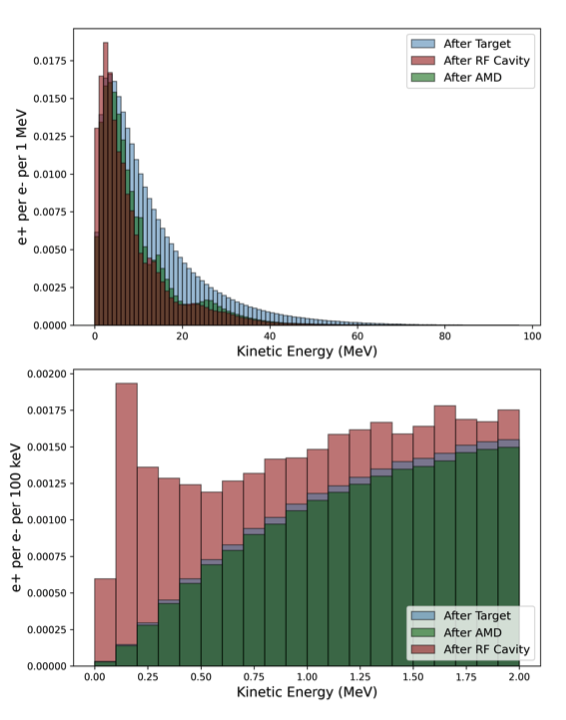 e+ per e- per 1 MeV
0.0175
0.0150
0.0125
0.0100
0.0075
0.0050
0.0025
0.0000
After Target
After RF Cavity
After AMD
0 20 40 60 80 100
Kinetic Energy (MeV)
e+ per e- per 100 keV
0.00200
0.00175
0.00150
0.00125
0.00100
0.00075
0.00050
0.00025
0.00000
After Target
After AMD
After RF Cavity
0.00 0.25 0.50 0.75 1.00 1.25 1.50 1.75 2.00
Kinetic Energy (MeV)